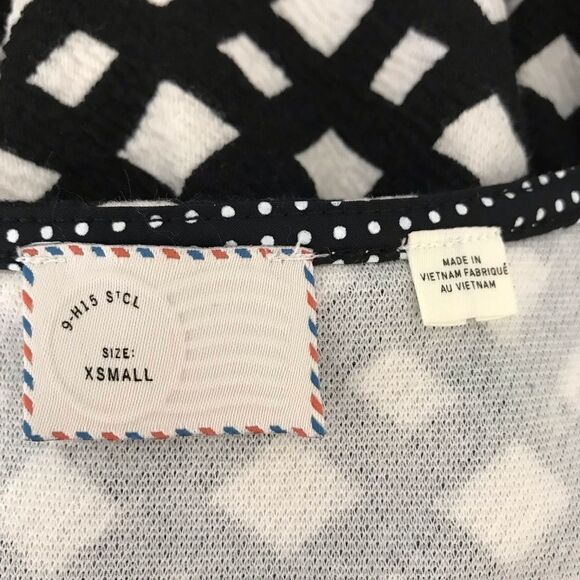 9-H15 STCL
SIZE:
XSMALL
MADE IN
VIETNAM FABRIQUÉ
AU VIETNAM